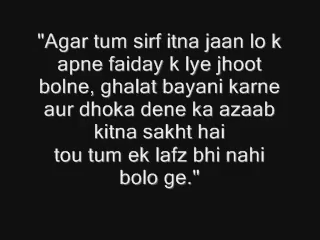 "Agar tum sirf itna jaan lo k
apne faiday k lye jhoot
bolne, ghalat bayani karne
aur dhoka dene ka azaab
kitna sakht hai
tou tum ek lafz bhi nahi
bolo ge."